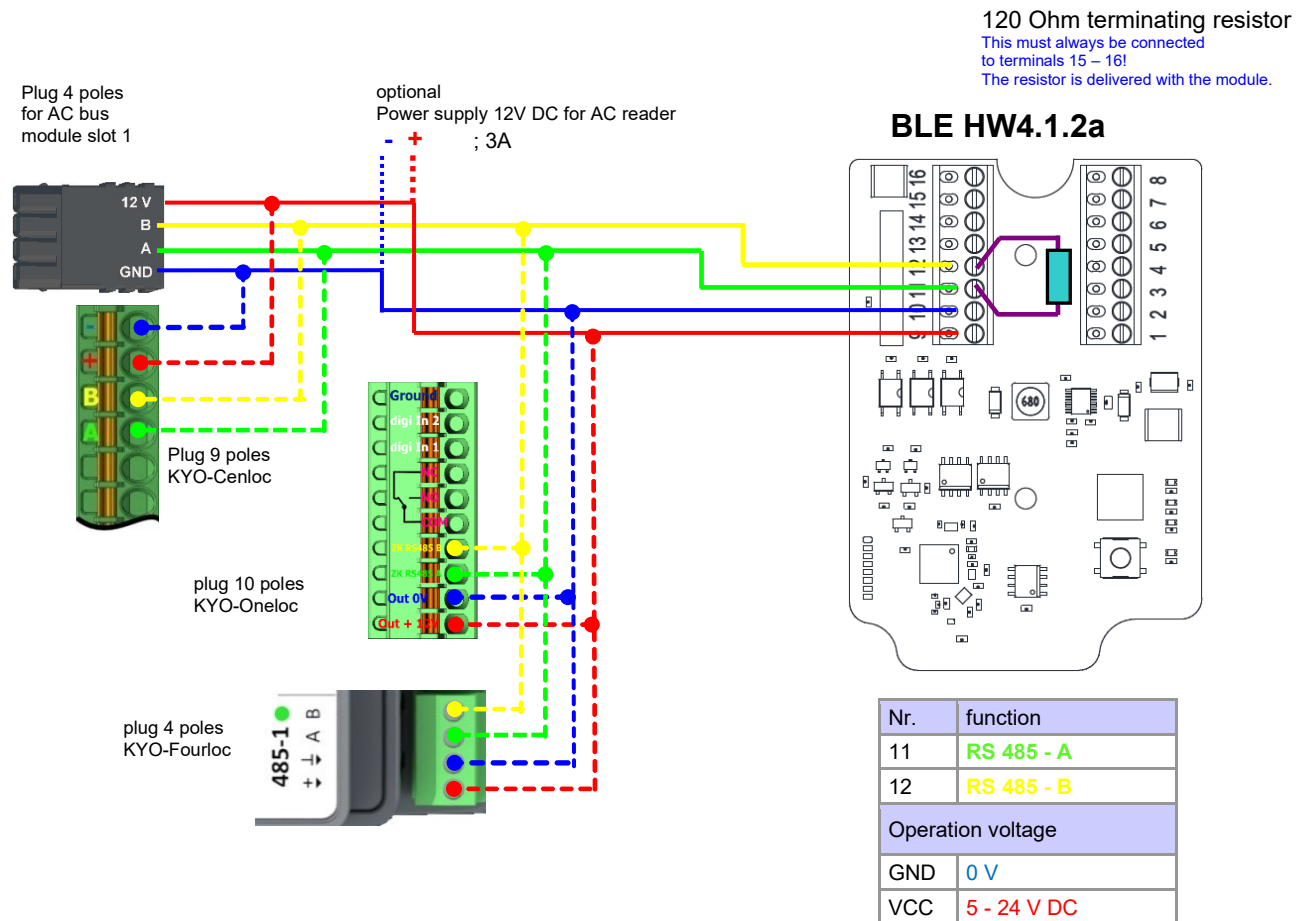 120 Ohm terminating resistor
This must always be connected
to terminals 15 – 16!
The resistor is delivered with the module.
Plug 4 poles
for AC bus
module slot 1
optional
Power supply 12V DC for AC reader
- + ; 3A
BLE HW4.1.2a
12 V
B
A
GND
-
+
B
A
Plug 9 poles
KYO-Cenloc
9 10 11 12 13 14 15 16
1 2 3 4 5 6 7 8
680
Ground
digi In 2
digi In 1
NC
NO
COM
2K RS485 B
2K RS485 A
Out 0V
Out + 12V
plug 10 poles
KYO-Oneloc
plug 4 poles
KYO-Fourloc
485-1
+ ⊥ A B
Nr. function
11 RS 485 - A
12 RS 485 - B
Operation voltage
GND 0 V
VCC 5 - 24 V DC